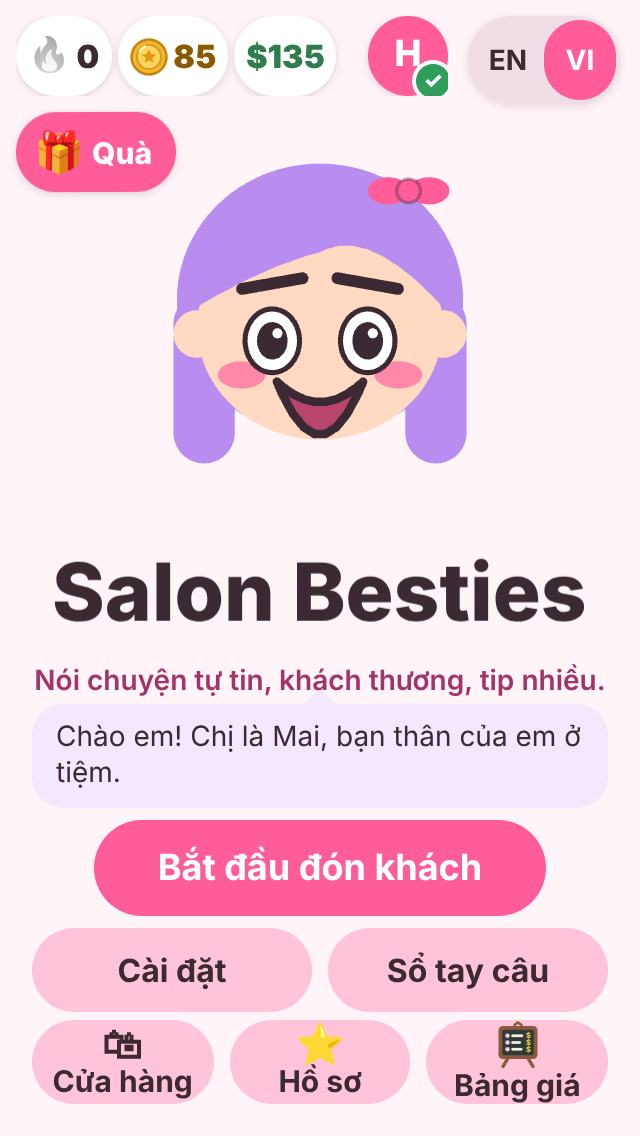 0
85
$135
H
EN
VI
Quà
Salon Besties
Nói chuyện tự tin, khách thương, tip nhiều.
Chào em! Chị là Mai, bạn thân của em ở
tiệm.
Bắt đầu đón khách
Cài đặt
Sổ tay câu
Cửa hàng
Hồ sơ
Bảng giá